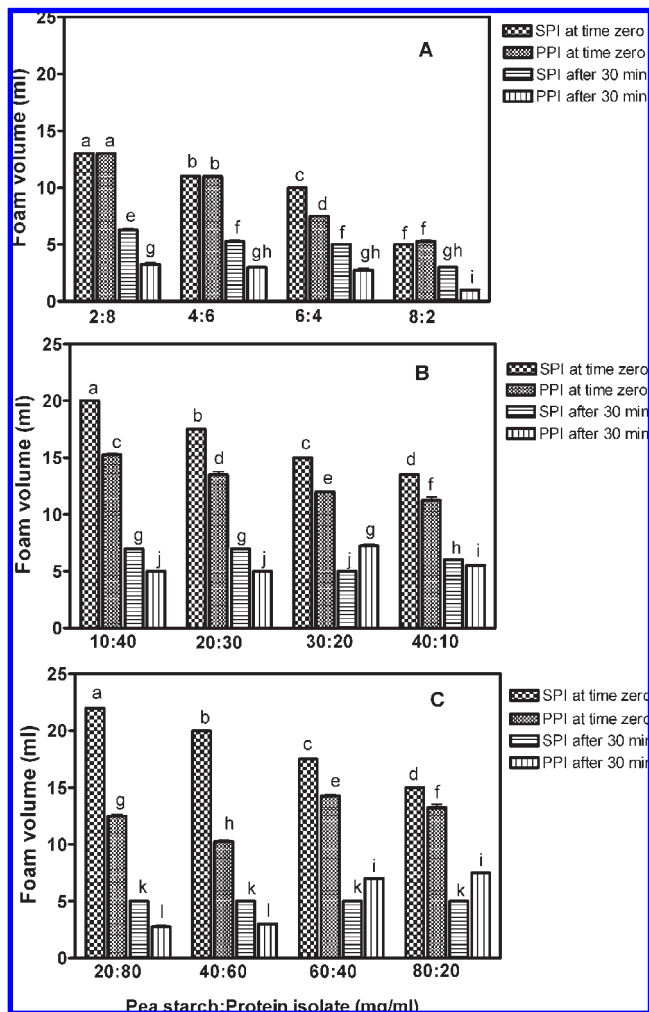 25
20
15
10
5
0
Foam volume (ml)
A
SPI at time zero
PPI at time zero
SPI after 30 min
PPI after 30 min
a a e g
b b f gh
c d f gh
f f gh i
2:8 4:6 6:4 8:2
25
20
15
10
5
0
Foam volume (ml)
B
SPI at time zero
PPI at time zero
SPI after 30 min
PPI after 30 min
a c g j
b d g j
c e j g
d f h i
10:40 20:30 30:20 40:10
25
20
15
10
5
0
Foam volume (ml)
C
SPI at time zero
PPI at time zero
SPI after 30 min
PPI after 30 min
a g k l
b h k l
c e k i
d f k i
20:80 40:60 60:40 80:20
Pea starch:Protein isolate (mg/ml)